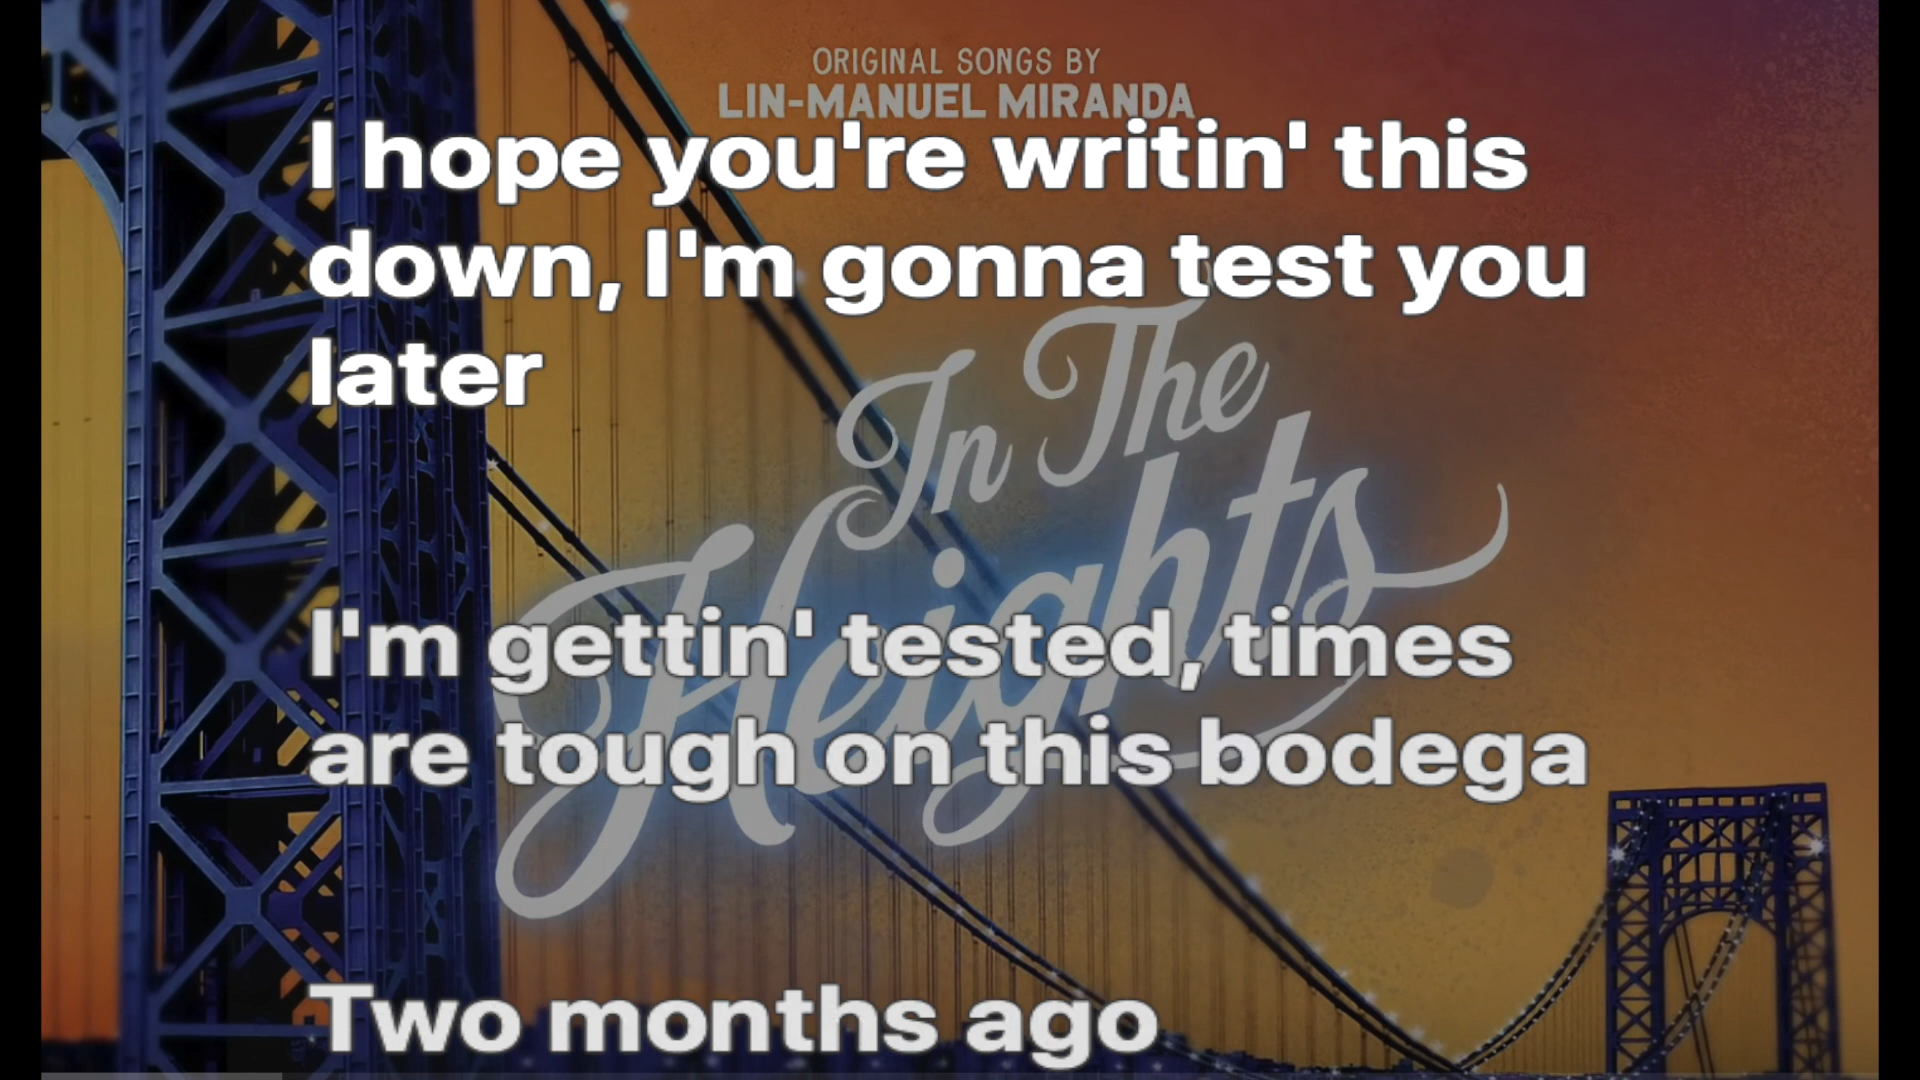 ORIGINAL SONGS BY
LIN-MANUEL MIRANDA
I hope you're writin' this
down, I'm gonna test you
later
In The
Heights
I'm gettin' tested, times
are tough on this bodega
Two months ago